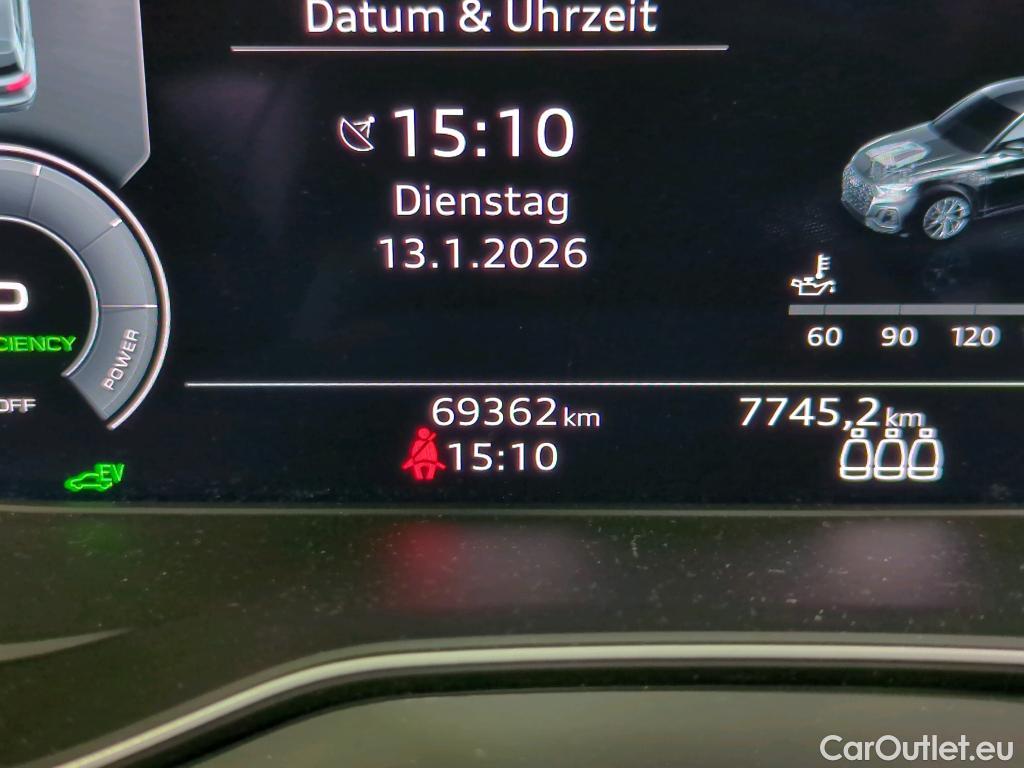 Datum & Uhrzeit
15:10
Dienstag
13.1.2026
CIENCY
POWER
OFF
60 90 120
69362 km
7745,2 km
15:10
EV
CarOutlet.eu